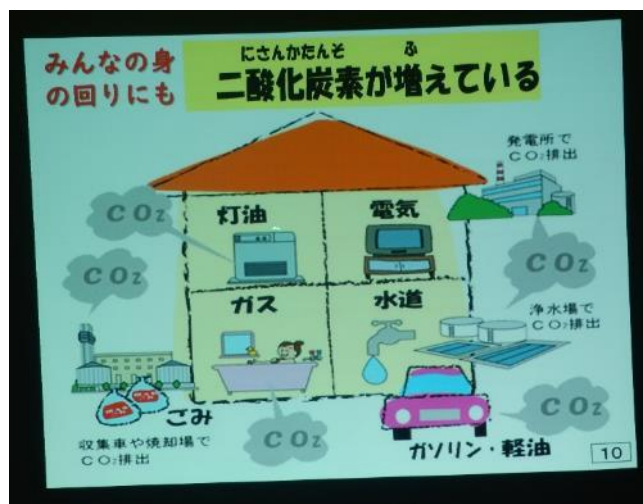 みんなの身
の回りにも
にさんかたんそ ふ
二酸化炭素が増えている
発電所で
CO₂排出
CO₂
灯油
電気
CO₂
CO₂
ガス
水道
浄水場で
CO₂排出
ごみ
収集車や焼却場で
CO₂排出
CO₂
CO₂
ガソリン・軽油
10